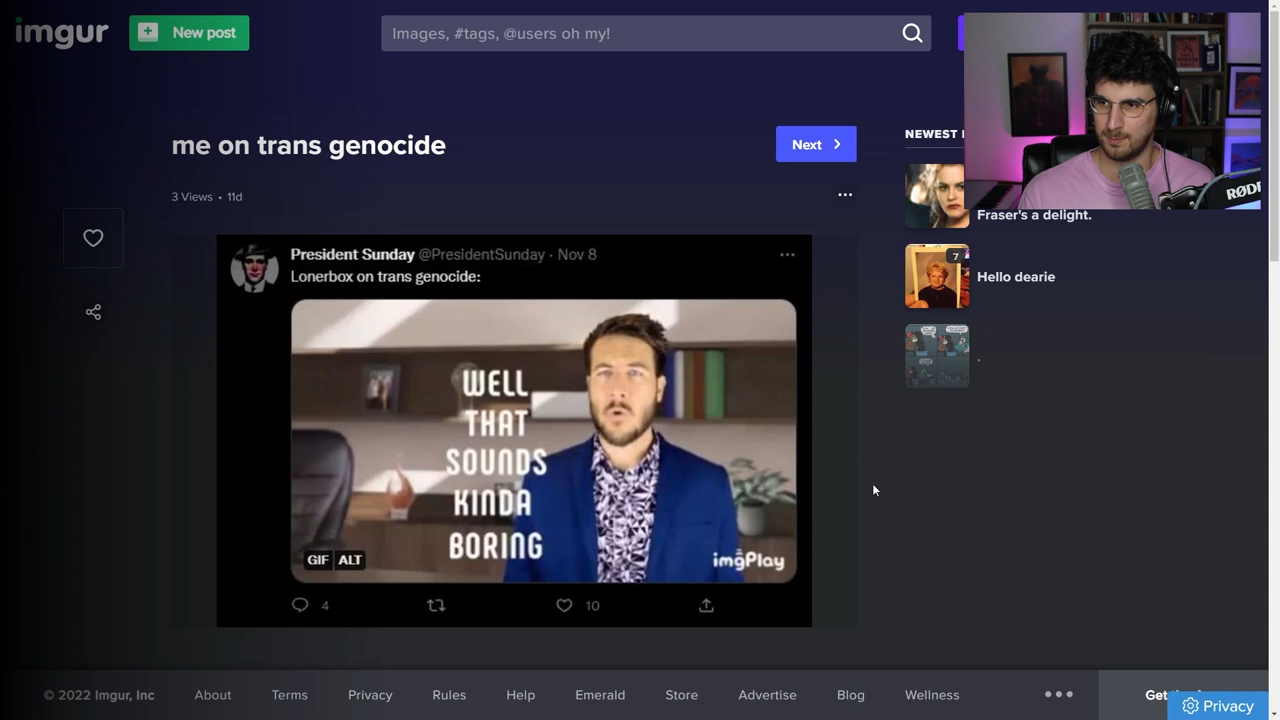 imgur
New post
Images, #tags, @users oh my!
RØDE
me on trans genocide
Next
NEWEST
3 Views • 11d
Fraser's a delight.
7
Hello dearie
.
President Sunday @PresidentSunday · Nov 8
Lonerbox on trans genocide:
WELL
THAT
SOUNDS
KINDA
BORING
GIF ALT
imgPlay
4
10
© 2022 Imgur, Inc
About
Terms
Privacy
Rules
Help
Emerald
Store
Advertise
Blog
Wellness
Get
Privacy